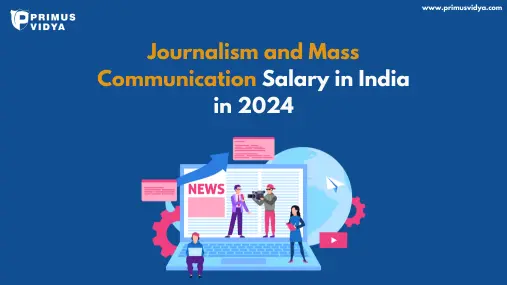 PRIMUS
VIDYA
www.primusvidya.com
Journalism and Mass
Communication Salary in India
in 2024
NEWS